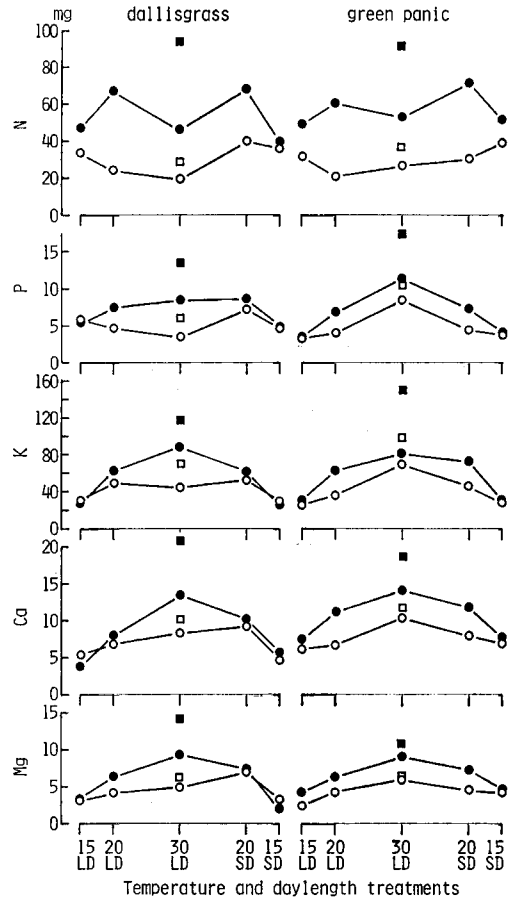 mg dallisgrass green panic
100
80
60
40
20
0
N
15
10
5
0
P
160
120
80
40
0
K
20
15
10
5
0
Ca
15
10
5
0
Mg
15 20 30 20 15 15 20 30 20 15
LD LD LD SD SD LD LD LD SD SD
Temperature and daylength treatments